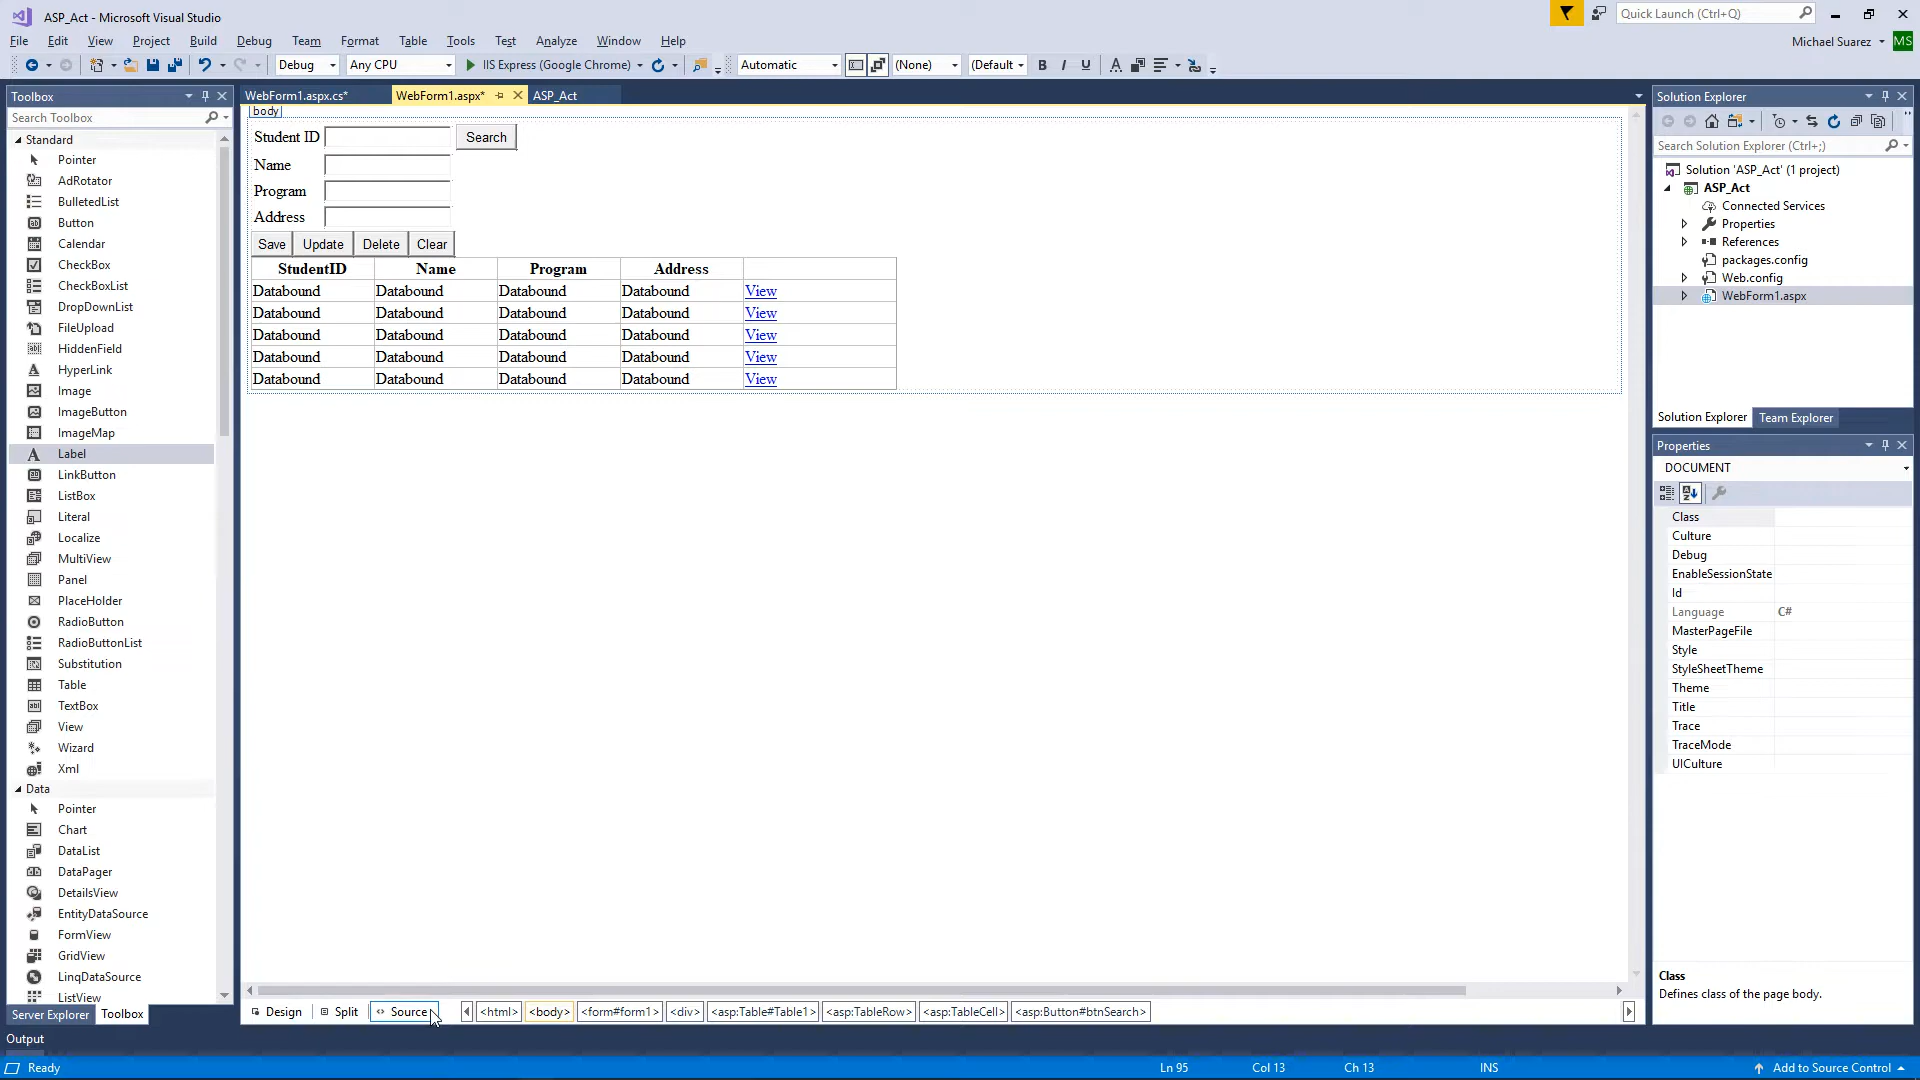 ASP_Act - Microsoft Visual Studio
Quick Launch (Ctrl+Q)
File Edit View Project Build Debug Team Format Table Tools Test Analyze Window Help
Michael Suarez MS
Debug Any CPU IIS Express (Google Chrome) Automatic (None) (Default B I U A
Toolbox
WebForm1.aspx.cs*
WebForm1.aspx*
ASP_Act
Solution Explorer
Search Toolbox
body
Standard
Pointer
AdRotator
BulletedList
Button
Calendar
CheckBox
CheckBoxList
DropDownList
FileUpload
HiddenField
HyperLink
Image
ImageButton
ImageMap
Label
LinkButton
ListBox
Literal
Localize
MultiView
Panel
PlaceHolder
RadioButton
RadioButtonList
Substitution
Table
TextBox
View
Wizard
Xml
Data
Pointer
Chart
DataList
DataPager
DetailsView
EntityDataSource
FormView
GridView
LinqDataSource
ListView
Server Explorer Toolbox
Student ID Search
Name
Program
Address
Save Update Delete Clear
StudentID Name Program Address
Databound Databound Databound Databound View
Databound Databound Databound Databound View
Databound Databound Databound Databound View
Databound Databound Databound Databound View
Databound Databound Databound Databound View
Design Split Source <html> <body> <form#form1> <div> <asp:Table#Table1> <asp:TableRow> <asp:TableCell> <asp:Button#btnSearch>
Search Solution Explorer (Ctrl+;)
Solution 'ASP_Act' (1 project)
ASP_Act
Connected Services
Properties
References
packages.config
Web.config
WebForm1.aspx
Solution Explorer Team Explorer
Properties
DOCUMENT
Class
Culture
Debug
EnableSessionState
Id
Language C#
MasterPageFile
Style
StyleSheetTheme
Theme
Title
Trace
TraceMode
UICulture
Class
Defines class of the page body.
Output
Ready Ln 95 Col 13 Ch 13 INS Add to Source Control